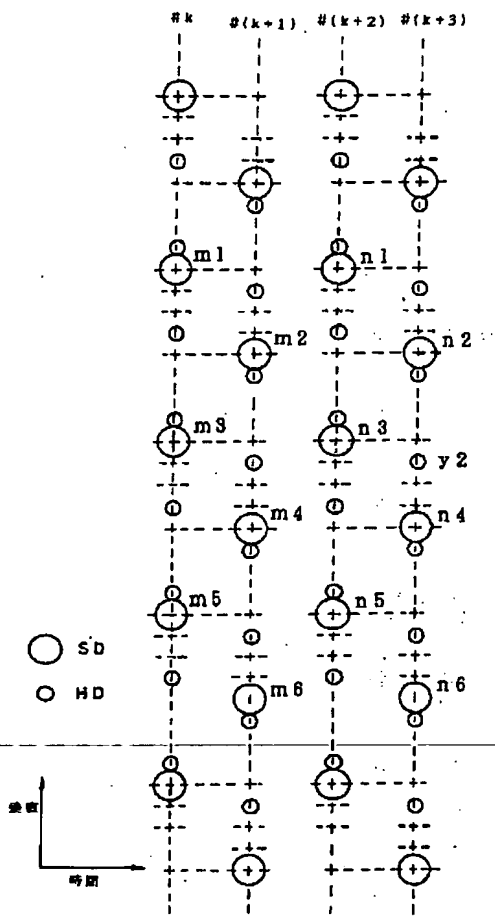 #k #(k+1) #(k+2) #(k+3)
m1 n1
m2 n2
m3 n3
y2
m4 n4
m5 n5
SD
HD
m6 n6
垂直
時間